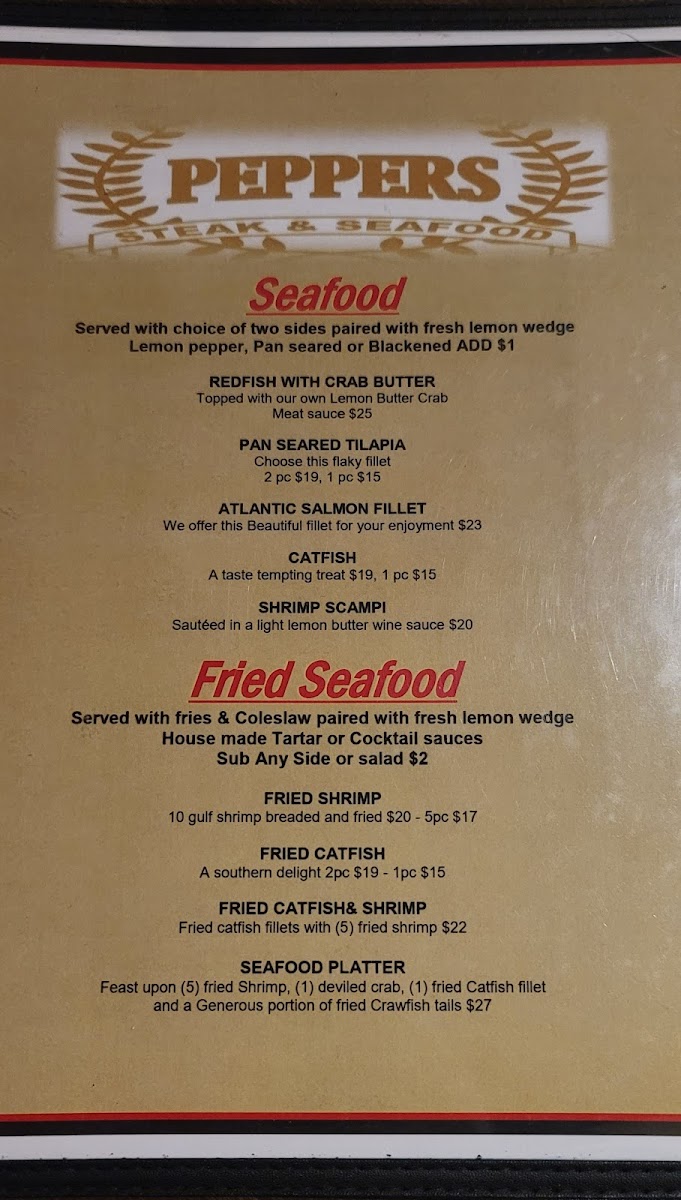 PEPPERS
STEAK & SEAFOOD
Seafood
Served with choice of two sides paired with fresh lemon wedge
Lemon pepper, Pan seared or Blackened ADD $1
REDFISH WITH CRAB BUTTER
Topped with our own Lemon Butter Crab
Meat sauce $25
PAN SEARED TILAPIA
Choose this flaky fillet
2 pc $19, 1 pc $15
ATLANTIC SALMON FILLET
We offer this Beautiful fillet for your enjoyment $23
CATFISH
A taste tempting treat $19, 1 pc $15
SHRIMP SCAMPI
Sautéed in a light lemon butter wine sauce $20
Fried Seafood
Served with fries & Coleslaw paired with fresh lemon wedge
House made Tartar or Cocktail sauces
Sub Any Side or salad $2
FRIED SHRIMP
10 gulf shrimp breaded and fried $20 - 5pc $17
FRIED CATFISH
A southern delight 2pc $19 - 1pc $15
FRIED CATFISH& SHRIMP
Fried catfish fillets with (5) fried shrimp $22
SEAFOOD PLATTER
Feast upon (5) fried Shrimp, (1) deviled crab, (1) fried Catfish fillet
and a Generous portion of fried Crawfish tails $27